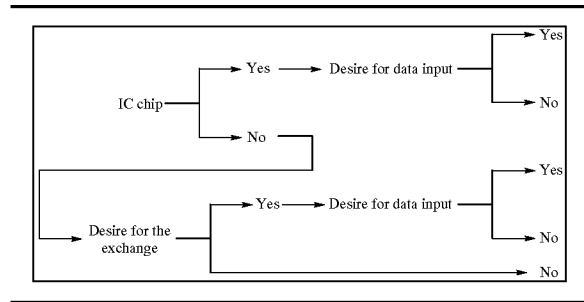 Yes
Yes Desire for data input
IC chip No
No
Yes
Yes Desire for data input
Desire for the
exchange No
No